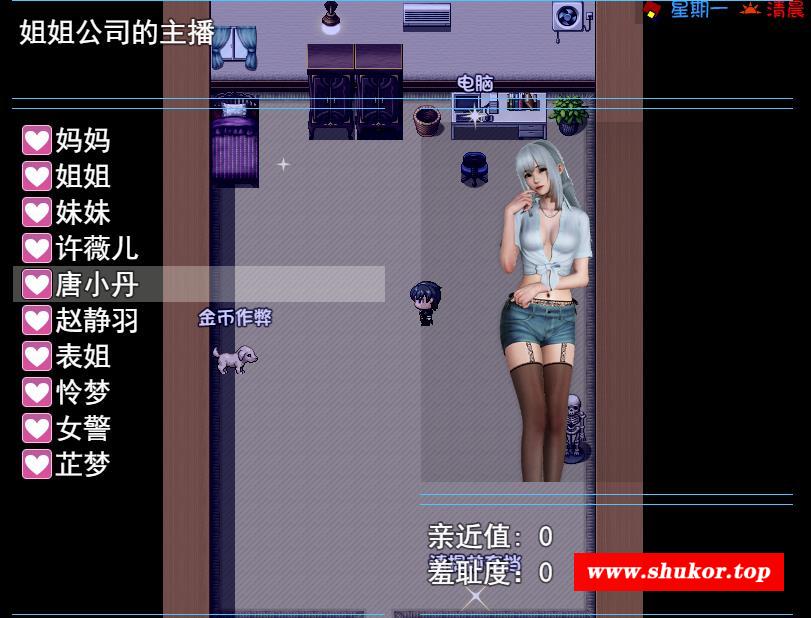 姐姐公司的主播
星期一 清晨
电脑
妈妈
姐姐
妹妹
许薇儿
唐小丹
赵静羽
表姐
怜梦
女警
芷梦
金币作弊
亲近值：0
羞耻度：0
www.shukor.top